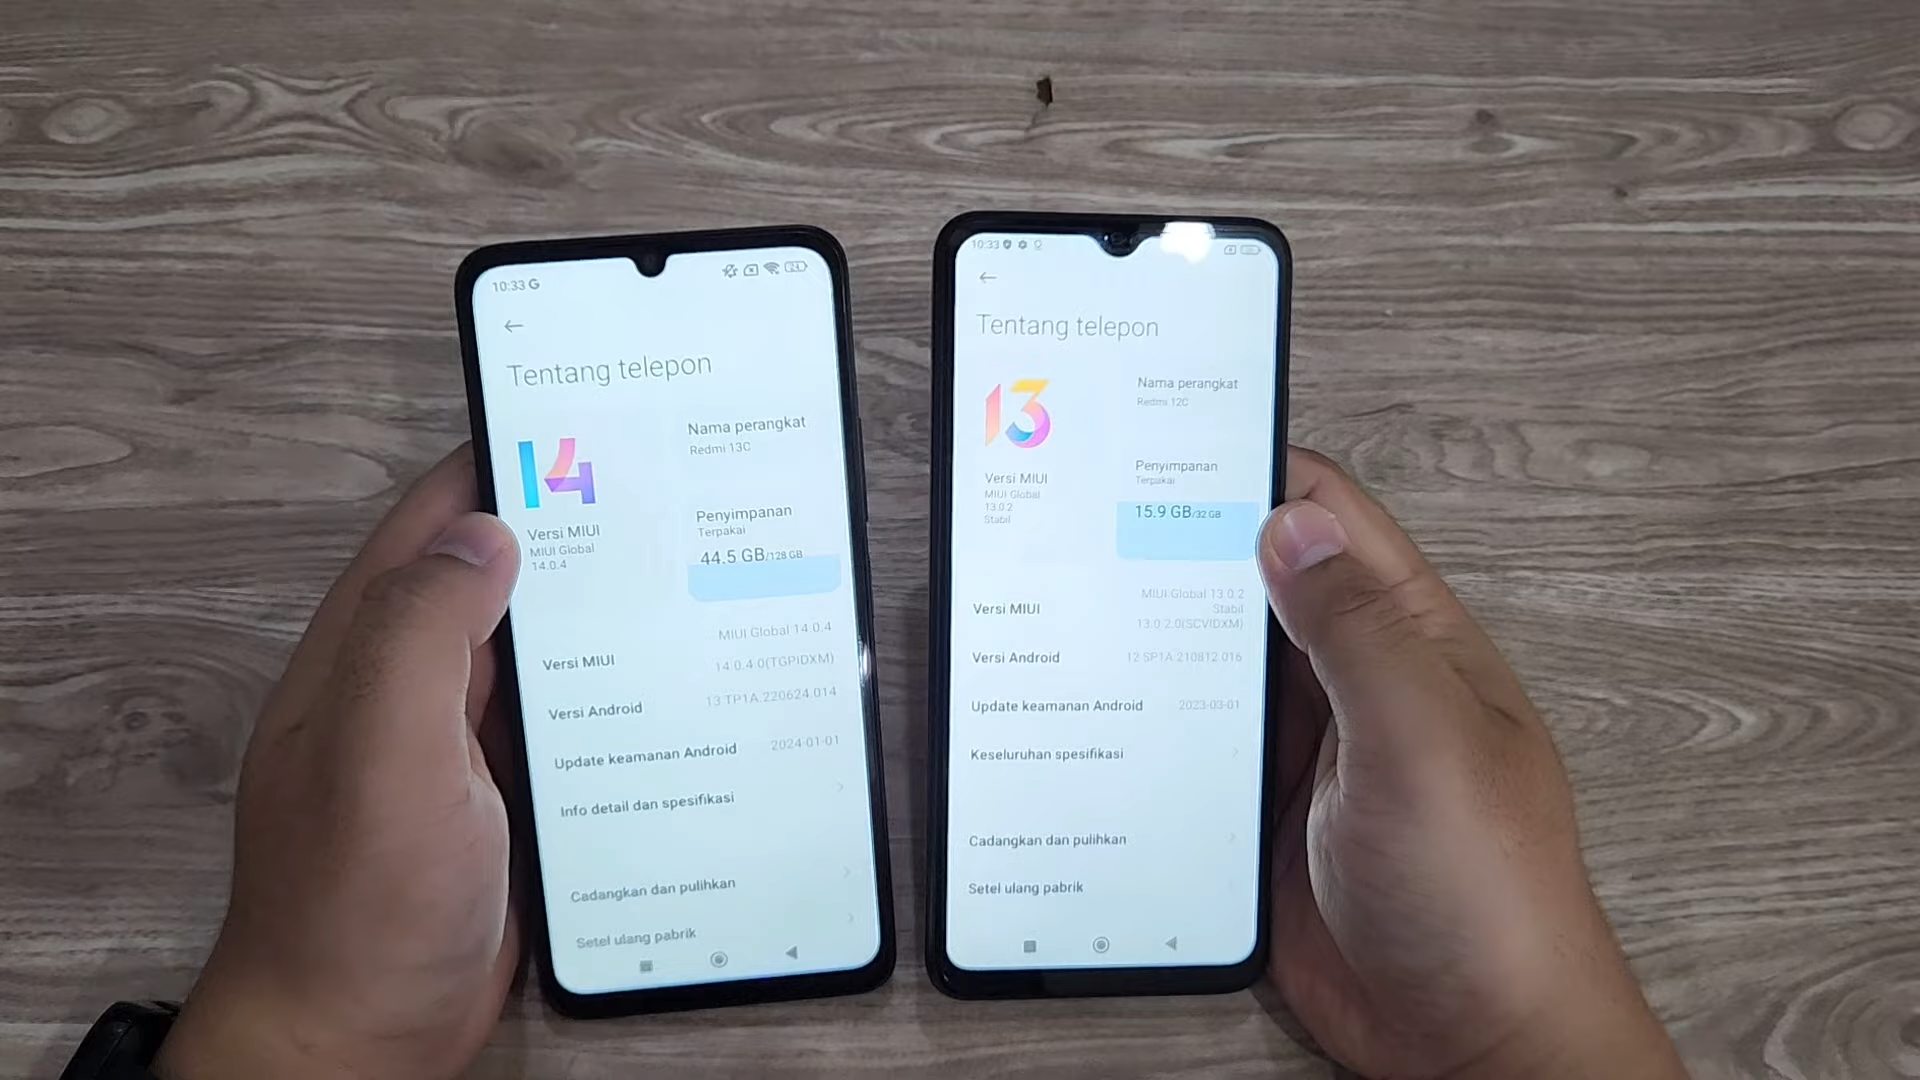 10:33 G
24
Tentang telepon
14
Nama perangkat
Redmi 13C
Versi MIUI
MIUI Global
14.0.4
Penyimpanan
Terpakai
44.5 GB/128 GB
Versi MIUI
MIUI Global 14.0.4
14.0.4.0(TGPIDXM)
Versi Android
13 TP1A.220624.014
Update keamanan Android
2024-01-01
Info detail dan spesifikasi
Cadangkan dan pulihkan
Setel ulang pabrik
10:33
Tentang telepon
13
Nama perangkat
Redmi 12C
Versi MIUI
MIUI Global
13.0.2
Stabil
Penyimpanan
Terpakai
15.9 GB/32 GB
Versi MIUI
MIUI Global 13.0.2
Stabil
13.0.2.0(SCVIDXM)
Versi Android
12 SP1A.210812.016
Update keamanan Android
2023-03-01
Keseluruhan spesifikasi
Cadangkan dan pulihkan
Setel ulang pabrik